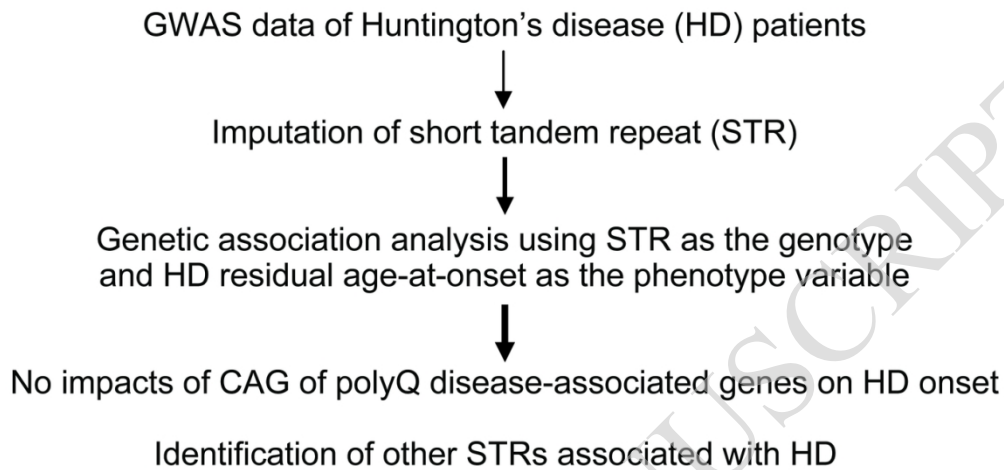 GWAS data of Huntington's disease (HD) patients
Imputation of short tandem repeat (STR)
Genetic association analysis using STR as the genotype
and HD residual age-at-onset as the phenotype variable
No impacts of CAG of polyQ disease-associated genes on HD onset
Identification of other STRs associated with HD
USCRIPT